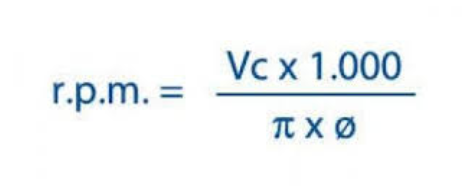 r.p.m. = Vc x 1.000
π x ø